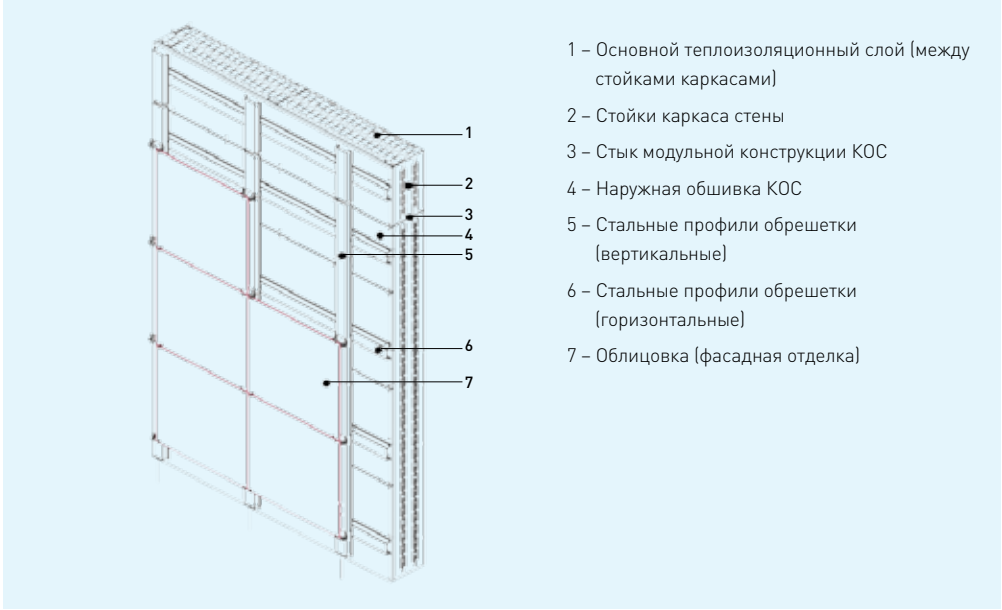 1 – Основной теплоизоляционный слой (между
стойками каркасами)
2 – Стойки каркаса стены
3 – Стык модульной конструкции КОС
4 – Наружная обшивка КОС
5 – Стальные профили обрешетки
(вертикальные)
6 – Стальные профили обрешетки
(горизонтальные)
7 – Облицовка (фасадная отделка)
1
2
3
4
5
6
7